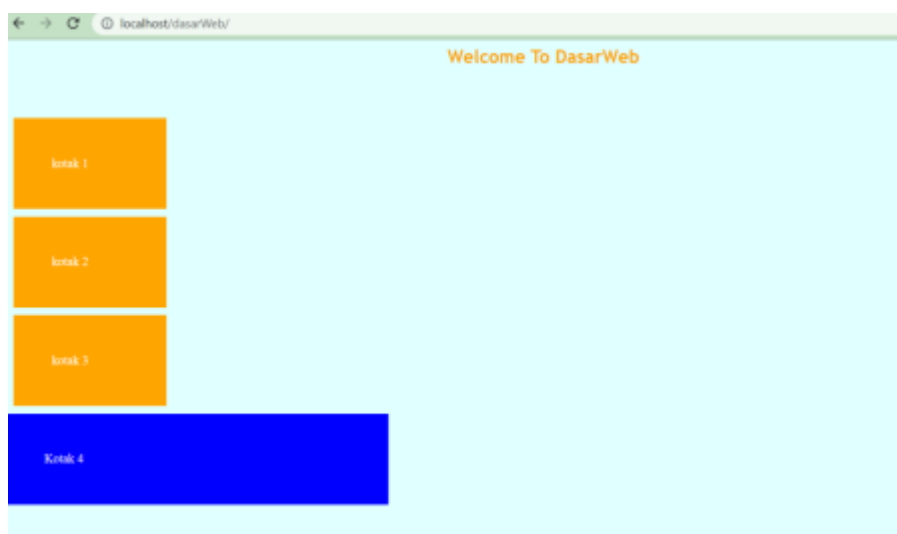 localhost/dasarWeb/
Welcome To DasarWeb
kotak 1
kotak 2
kotak 3
Kotak 4